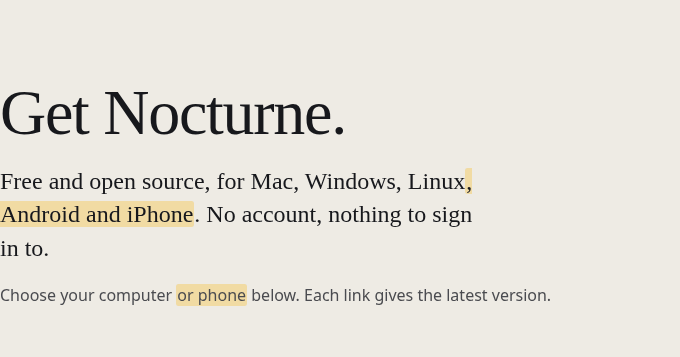 Get Nocturne.
Free and open source, for Mac, Windows, Linux,
Android and iPhone. No account, nothing to sign
in to.
Choose your computer or phone below. Each link gives the latest version.